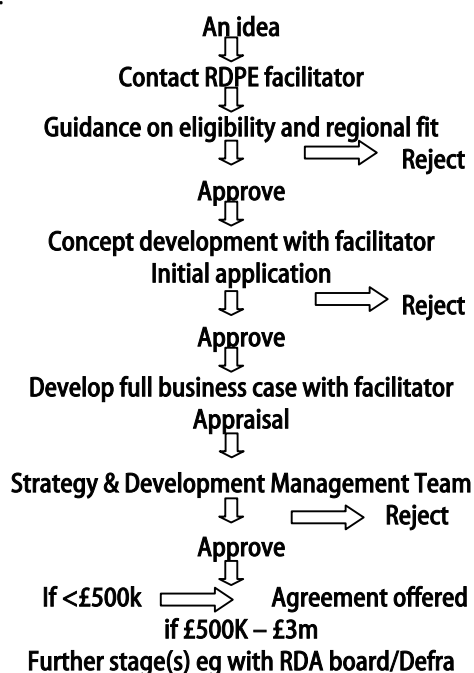 An idea
Contact RDPE facilitator
Guidance on eligibility and regional fit
Reject
Approve
Concept development with facilitator
Initial application
Reject
Approve
Develop full business case with facilitator
Appraisal
Strategy & Development Management Team
Reject
Approve
If <£500k Agreement offered
if £500K – £3m
Further stage(s) eg with RDA board/Defra